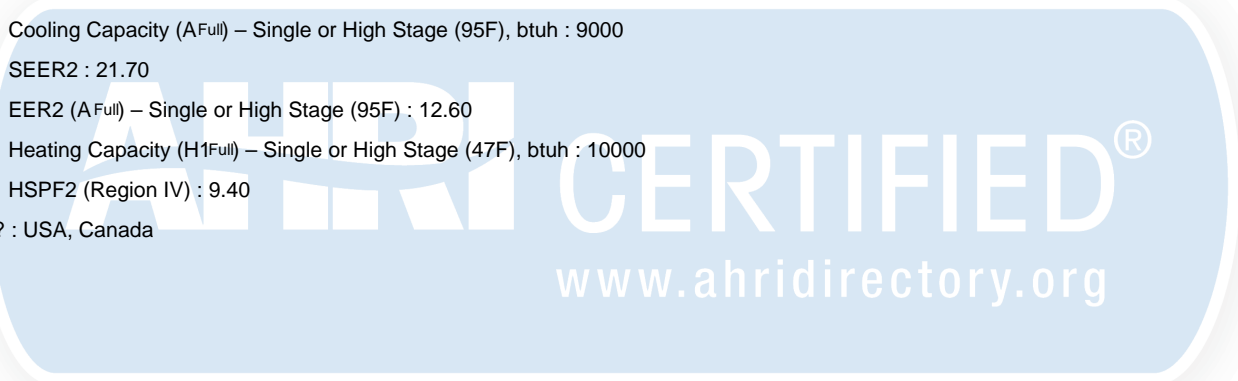 Cooling Capacity (AFull) – Single or High Stage (95F), btuh : 9000
SEER2 : 21.70
EER2 (AFull) – Single or High Stage (95F) : 12.60
Heating Capacity (H1Full) – Single or High Stage (47F), btuh : 10000
HSPF2 (Region IV) : 9.40
? : USA, Canada
AHRI CERTIFIED®
www.ahridirectory.org